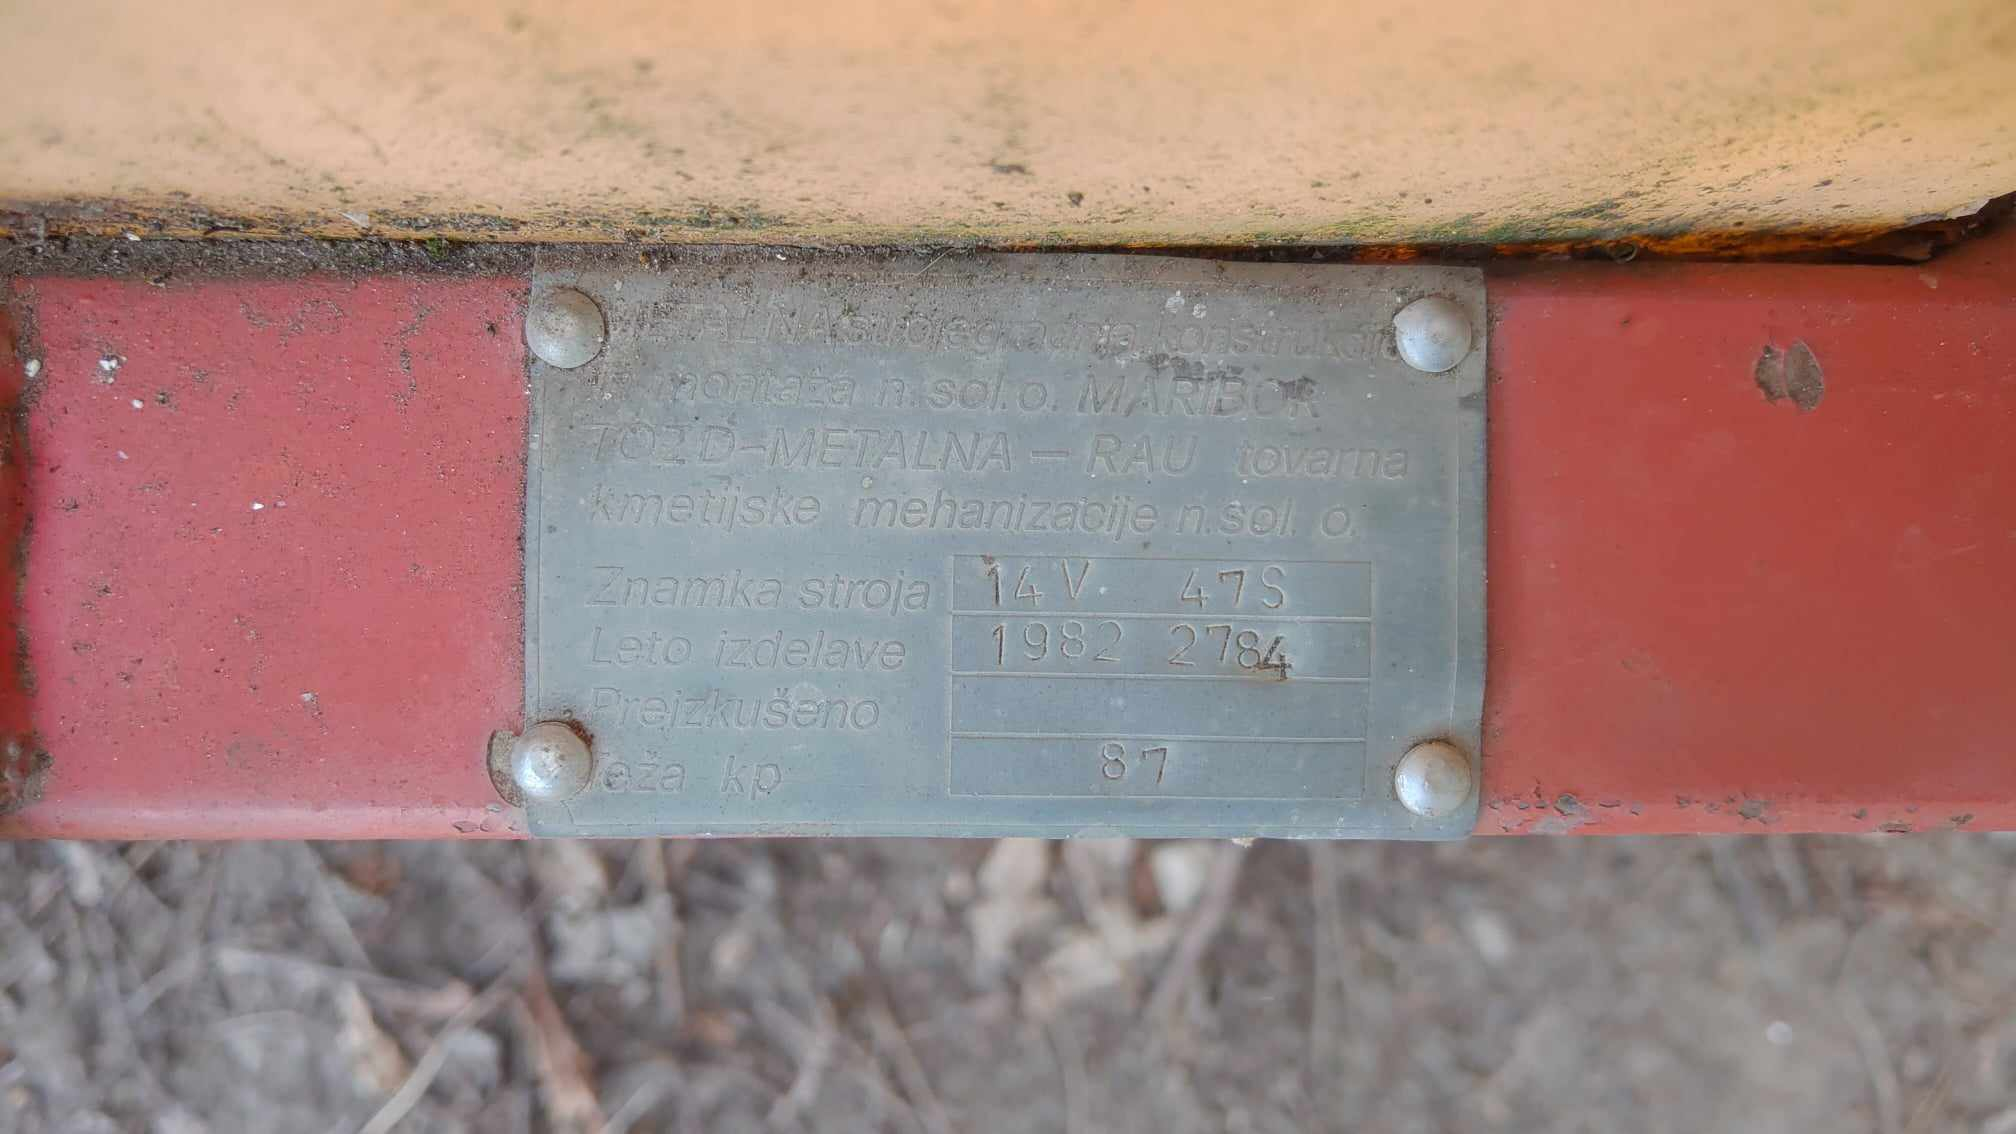 METALNA strojegradnja, konstrukcije
in montaža n.sol.o. MARIBOR
TOZD-METALNA — RAU tovarna
kmetijske mehanizacije n.sol. o.
Znamka stroja 14 V. 47S
Leto izdelave 1982 2784
Preizkušeno
Teža kp 87